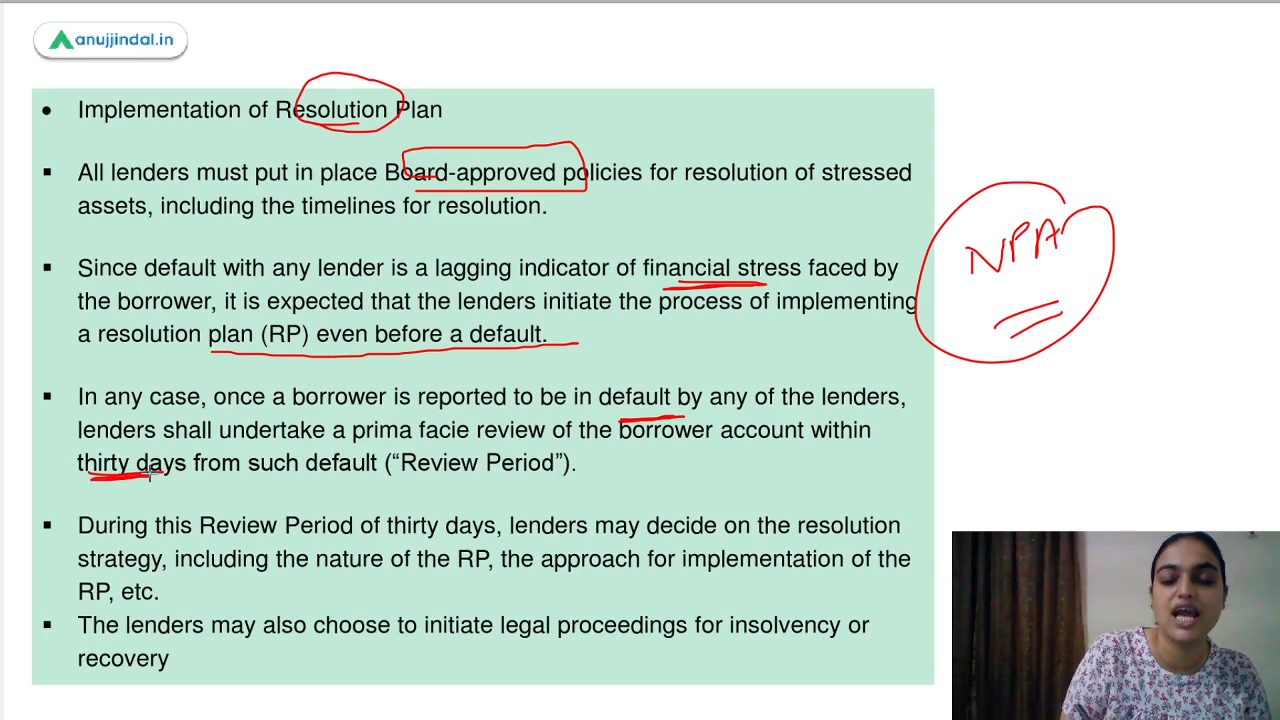 anujjindal.in
Implementation of Resolution Plan
All lenders must put in place Board-approved policies for resolution of stressed
assets, including the timelines for resolution.
Since default with any lender is a lagging indicator of financial stress faced by
the borrower, it is expected that the lenders initiate the process of implementing
a resolution plan (RP) even before a default.
NPA
In any case, once a borrower is reported to be in default by any of the lenders,
lenders shall undertake a prima facie review of the borrower account within
thirty days from such default (“Review Period”).
During this Review Period of thirty days, lenders may decide on the resolution
strategy, including the nature of the RP, the approach for implementation of the
RP, etc.
The lenders may also choose to initiate legal proceedings for insolvency or
recovery